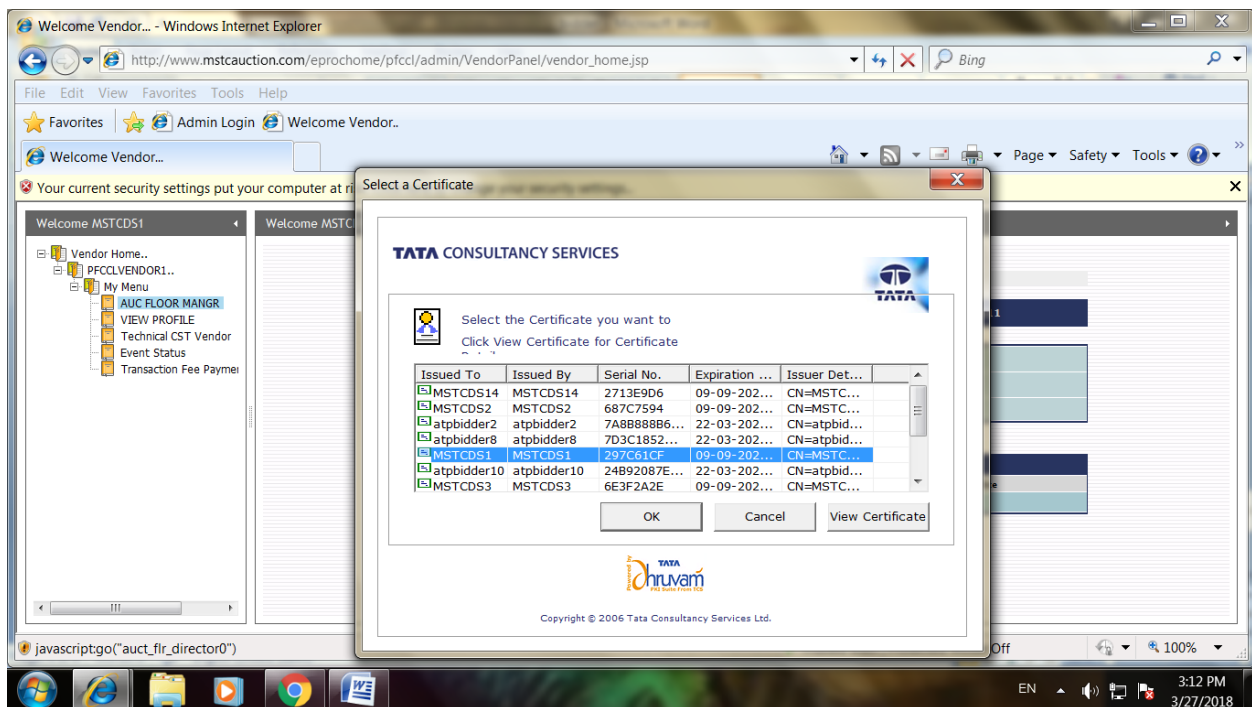 Welcome Vendor... - Windows Internet Explorer
http://www.mstcauction.com/eprochome/pfccl/admin/VendorPanel/vendor_home.jsp
Bing
File Edit View Favorites Tools Help
Favorites Admin Login Welcome Vendor..
Welcome Vendor...
Page Safety Tools
Your current security settings put your computer at ri
Select a Certificate
Welcome MSTCDS1
Welcome MSTC
Vendor Home..
PFCCLVENDOR1..
My Menu
AUC FLOOR MANGR
VIEW PROFILE
Technical CST Vendor
Event Status
Transaction Fee Paymer
TATA CONSULTANCY SERVICES
TATA
Select the Certificate you want to
Click View Certificate for Certificate
Issued To Issued By Serial No. Expiration ... Issuer Det...
MSTCDS14 MSTCDS14 2713E9D6 09-09-202... CN=MSTC...
MSTCDS2 MSTCDS2 687C7594 09-09-202... CN=MSTC...
atpbidder2 atpbidder2 7A8B888B6... 22-03-202... CN=atpbid...
atpbidder8 atpbidder8 7D3C1852... 22-03-202... CN=atpbid...
MSTCDS1 MSTCDS1 297C61CF 09-09-202... CN=MSTC...
atpbidder10 atpbidder10 24B92087E... 22-03-202... CN=atpbid...
MSTCDS3 MSTCDS3 6E3F2A2E 09-09-202... CN=MSTC...
OK Cancel View Certificate
Powered by TATA Dhruvam
PKI Suite From TCS
Copyright © 2006 Tata Consultancy Services Ltd.
1
javascript:go("auct_flr_director0")
Off
100%
EN
3:12 PM
3/27/2018